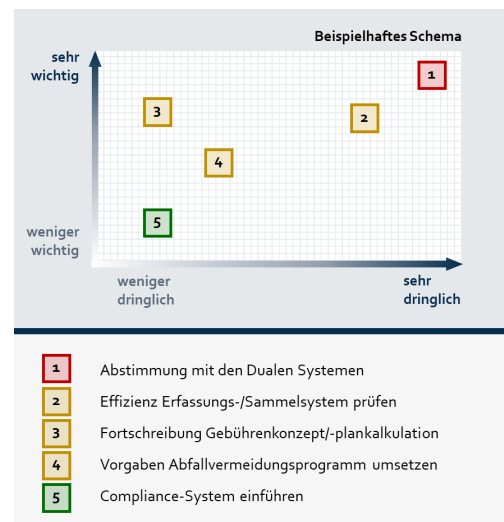 Beispielhaftes Schema
sehr
wichtig
1
3
2
4
5
weniger
wichtig
weniger
dringlich
sehr
dringlich
1 Abstimmung mit den Dualen Systemen
2 Effizienz Erfassungs-/Sammelsystem prüfen
3 Fortschreibung Gebührenkonzept/-plankalkulation
4 Vorgaben Abfallvermeidungsprogramm umsetzen
5 Compliance-System einführen